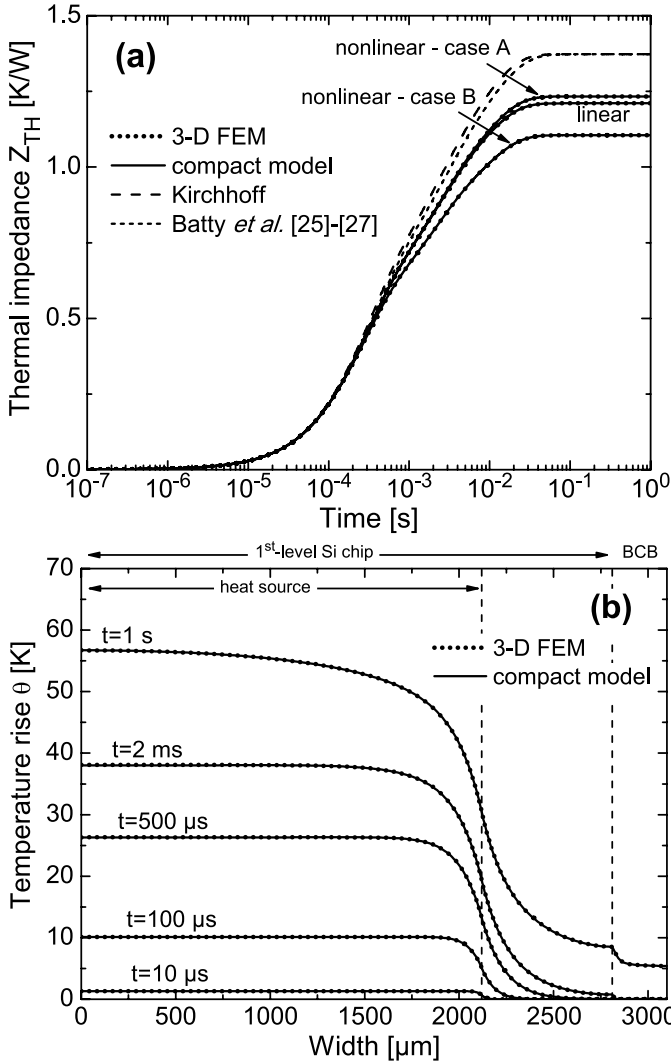 1.5
(a)
nonlinear - case A
nonlinear - case B
linear
3-D FEM
compact model
Kirchhoff
Batty et al. [25]-[27]
1.0
0.5
0.0
Thermal impedance Z_TH [K/W]
10^-7 10^-6 10^-5 10^-4 10^-3 10^-2 10^-1 10^0
Time [s]
1st-level Si chip BCB
heat source
(b)
3-D FEM
compact model
t=1 s
t=2 ms
t=500 µs
t=100 µs
t=10 µs
70
60
50
40
30
20
10
0
Temperature rise θ [K]
0 500 1000 1500 2000 2500 3000
Width [µm]